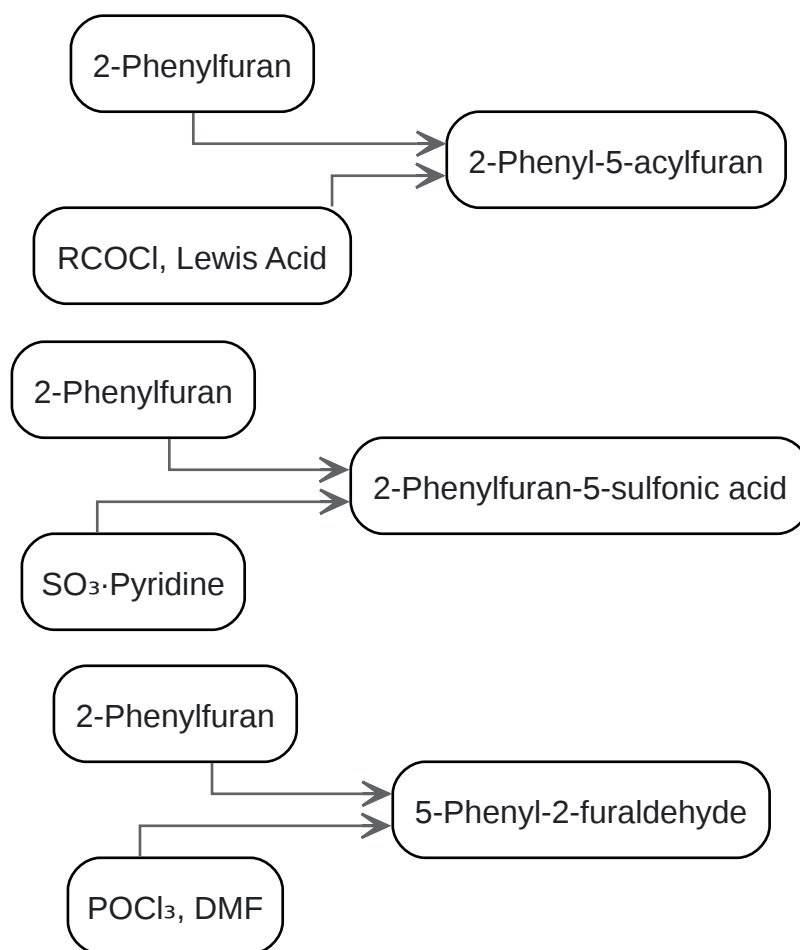 2-Phenylfuran
2-Phenyl-5-acylfuran
RCOCl, Lewis Acid
2-Phenylfuran
2-Phenylfuran-5-sulfonic acid
SO₃·Pyridine
2-Phenylfuran
5-Phenyl-2-furaldehyde
POCl₃, DMF